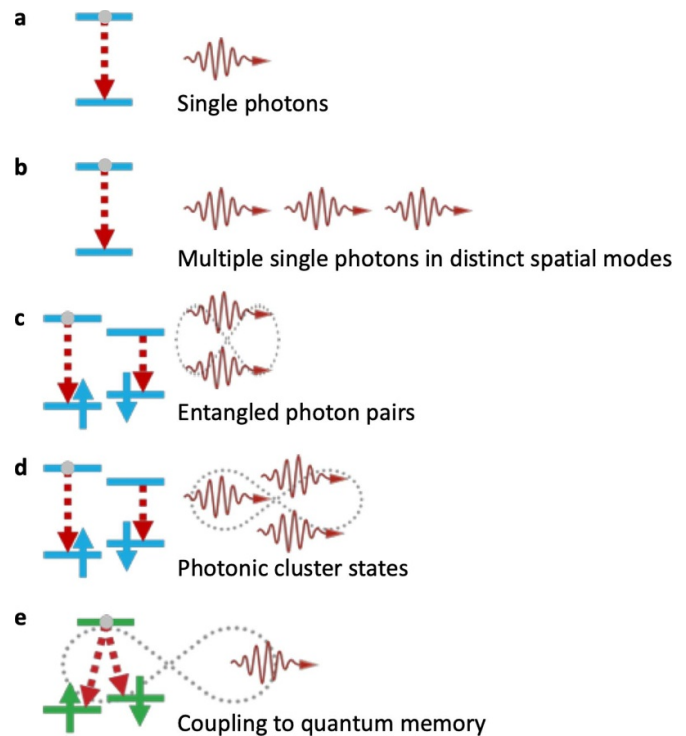 a
Single photons
b
Multiple single photons in distinct spatial modes
c
Entangled photon pairs
d
Photonic cluster states
e
Coupling to quantum memory